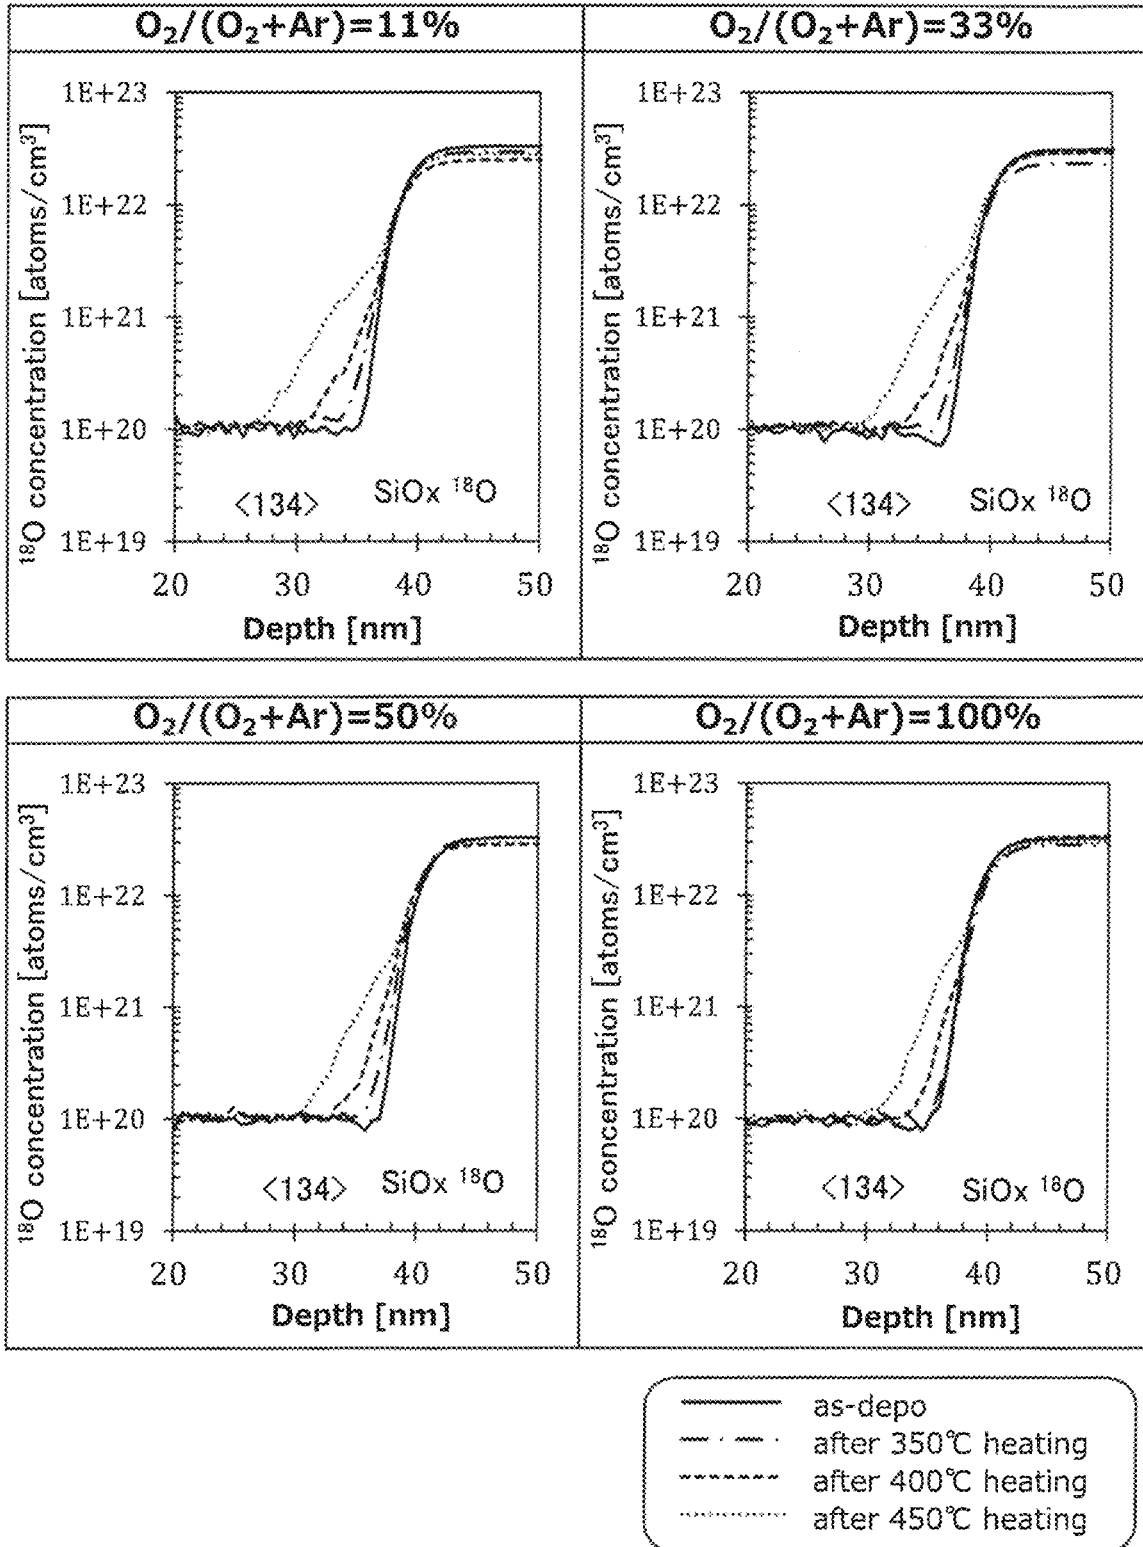 O₂/(O₂+Ar)=11% O₂/(O₂+Ar)=33%
¹⁸O concentration [atoms/cm³]
1E+23
1E+22
1E+21
1E+20
1E+19
<134> SiOx ¹⁸O
20 30 40 50
Depth [nm]
¹⁸O concentration [atoms/cm³]
1E+23
1E+22
1E+21
1E+20
1E+19
<134> SiOx ¹⁸O
20 30 40 50
Depth [nm]
O₂/(O₂+Ar)=50% O₂/(O₂+Ar)=100%
¹⁸O concentration [atoms/cm³]
1E+23
1E+22
1E+21
1E+20
1E+19
<134> SiOx ¹⁸O
20 30 40 50
Depth [nm]
¹⁸O concentration [atoms/cm³]
1E+23
1E+22
1E+21
1E+20
1E+19
<134> SiOx ¹⁸O
20 30 40 50
Depth [nm]
as-depo
after 350℃ heating
after 400℃ heating
after 450℃ heating